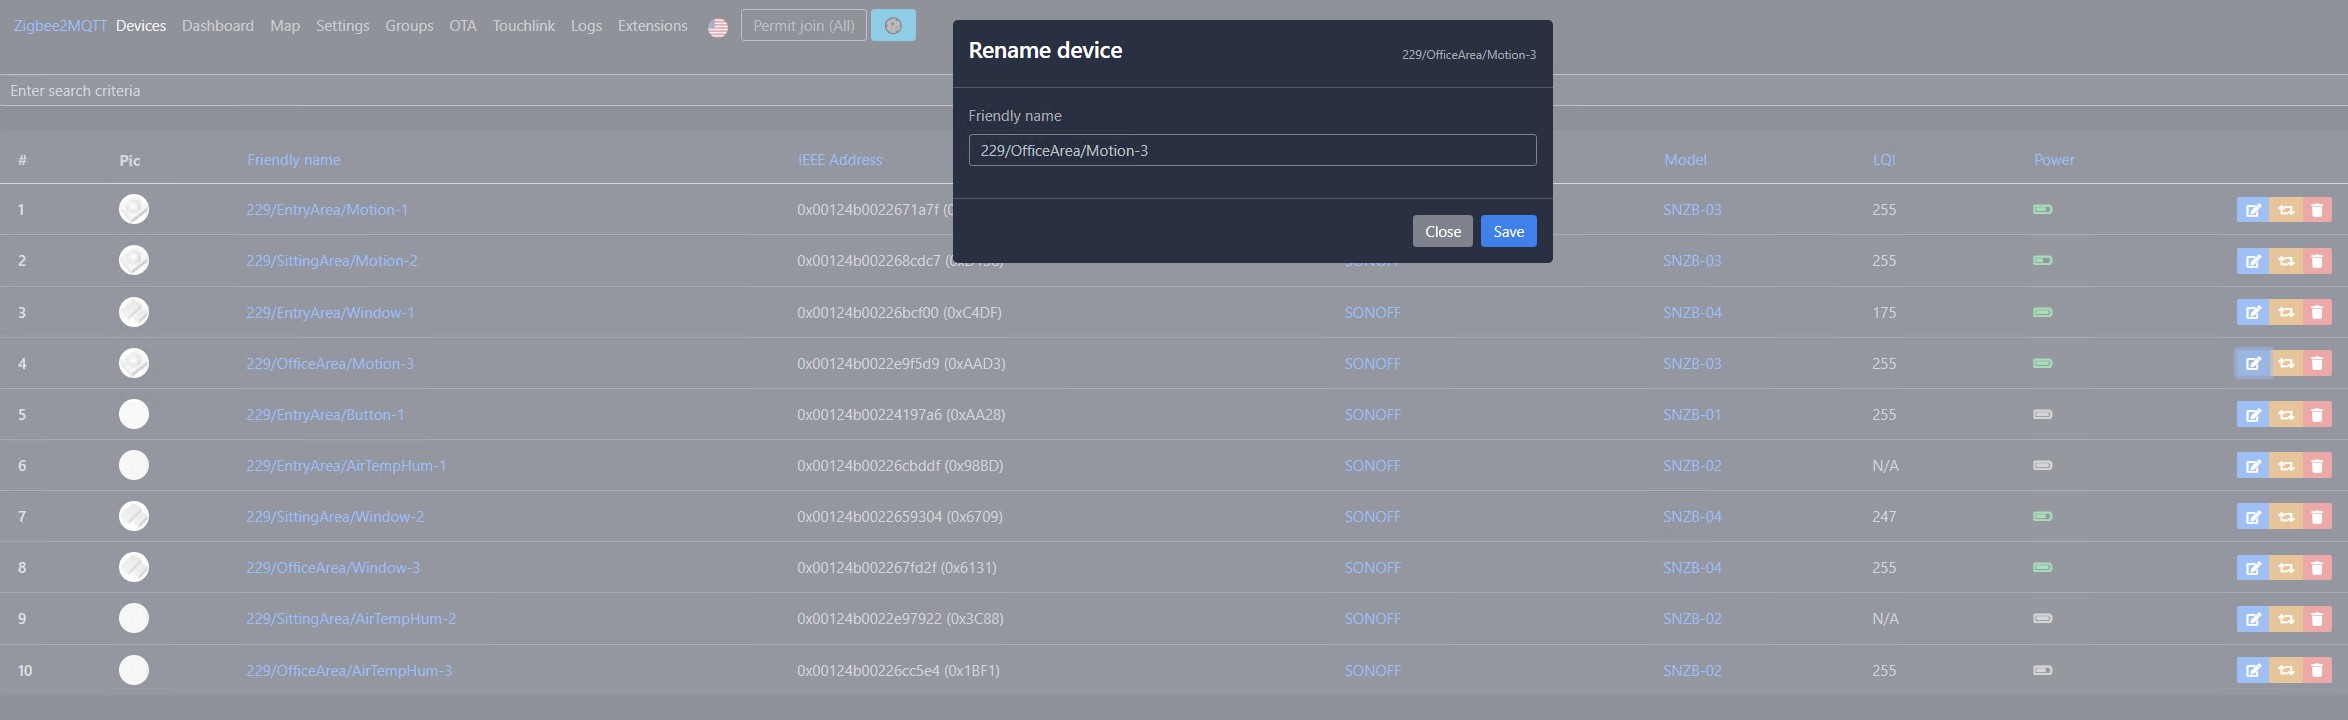 Zigbee2MQTT Devices Dashboard Map Settings Groups OTA Touchlink Logs Extensions Permit join (All)
Rename device 229/OfficeArea/Motion-3
Enter search criteria
Friendly name
229/OfficeArea/Motion-3
Close Save
# Pic Friendly name IEEE Address Model LQI Power
1 229/EntryArea/Motion-1 0x00124b0022671a7f SNZB-03 255
2 229/SittingArea/Motion-2 0x00124b002268cdc7 SNZB-03 255
3 229/EntryArea/Window-1 0x00124b00226bcf00 (0xC4DF) SONOFF SNZB-04 175
4 229/OfficeArea/Motion-3 0x00124b0022e9f5d9 (0xAAD3) SONOFF SNZB-03 255
5 229/EntryArea/Button-1 0x00124b00224197a6 (0xAA28) SONOFF SNZB-01 255
6 229/EntryArea/AirTempHum-1 0x00124b00226cbddf (0x98BD) SONOFF SNZB-02 N/A
7 229/SittingArea/Window-2 0x00124b0022659304 (0x6709) SONOFF SNZB-04 247
8 229/OfficeArea/Window-3 0x00124b002267fd2f (0x6131) SONOFF SNZB-04 255
9 229/SittingArea/AirTempHum-2 0x00124b0022e97922 (0x3C88) SONOFF SNZB-02 N/A
10 229/OfficeArea/AirTempHum-3 0x00124b00226cc5e4 (0x1BF1) SONOFF SNZB-02 255